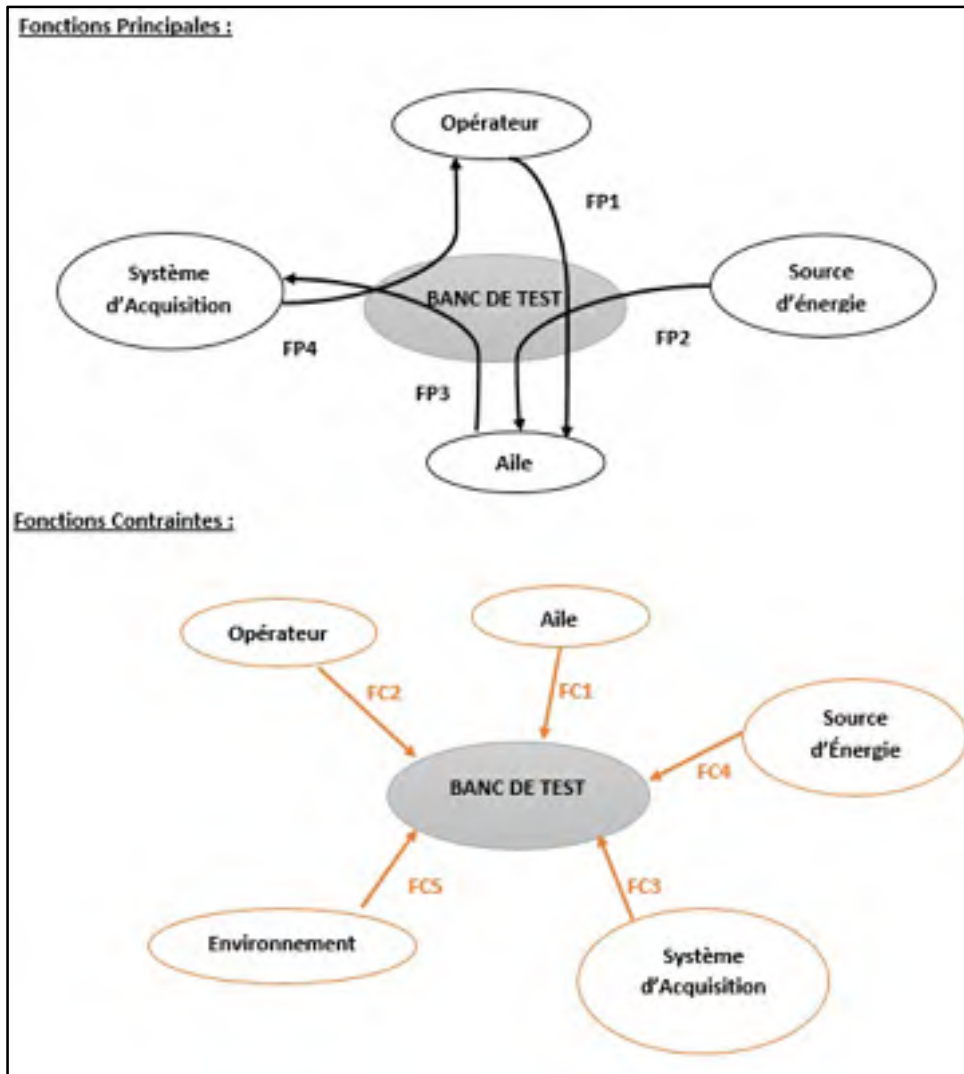 Fonctions Principales :
Opérateur
FP1
Système
d'Acquisition
BANC DE TEST
Source
d'énergie
FP4
FP2
FP3
Aile
Fonctions Contraintes :
Opérateur
Aile
FC2
FC1
Source
d'Énergie
BANC DE TEST
FC4
FC5
FC3
Environnement
Système
d'Acquisition